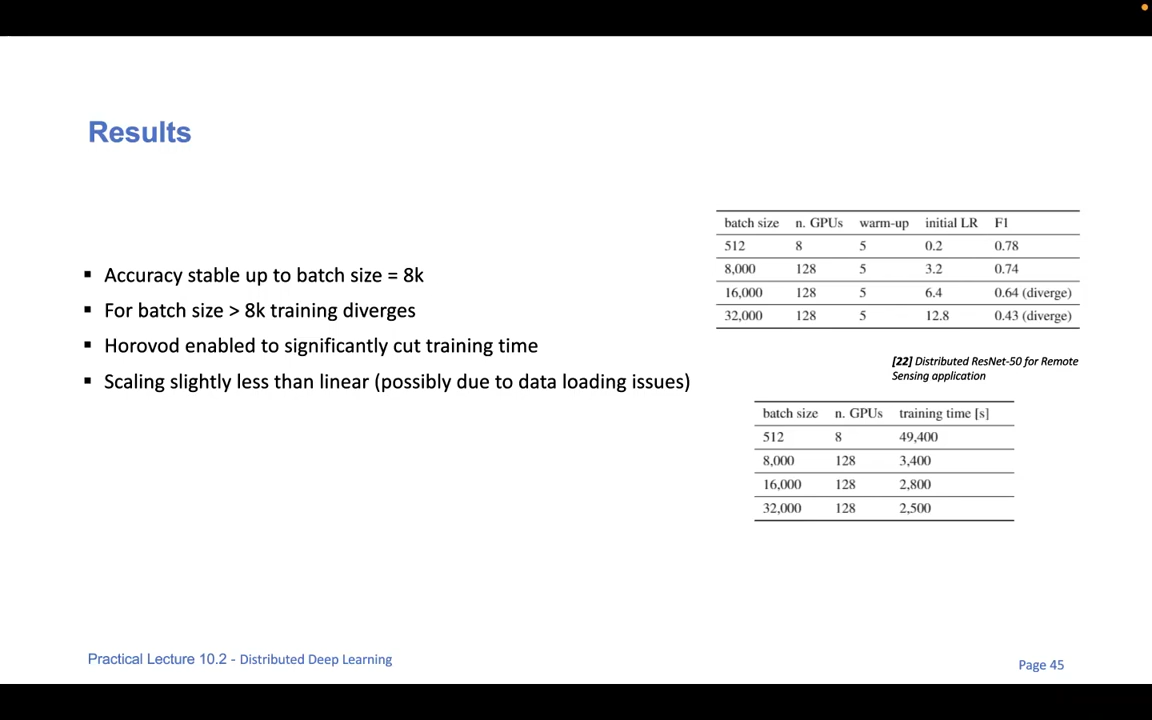 Results
▪ Accuracy stable up to batch size = 8k
▪ For batch size > 8k training diverges
▪ Horovod enabled to significantly cut training time
▪ Scaling slightly less than linear (possibly due to data loading issues)
batch size n. GPUs warm-up initial LR F1
512 8 5 0.2 0.78
8,000 128 5 3.2 0.74
16,000 128 5 6.4 0.64 (diverge)
32,000 128 5 12.8 0.43 (diverge)
[22] Distributed ResNet-50 for Remote
Sensing application
batch size n. GPUs training time [s]
512 8 49,400
8,000 128 3,400
16,000 128 2,800
32,000 128 2,500
Practical Lecture 10.2 - Distributed Deep Learning
Page 45